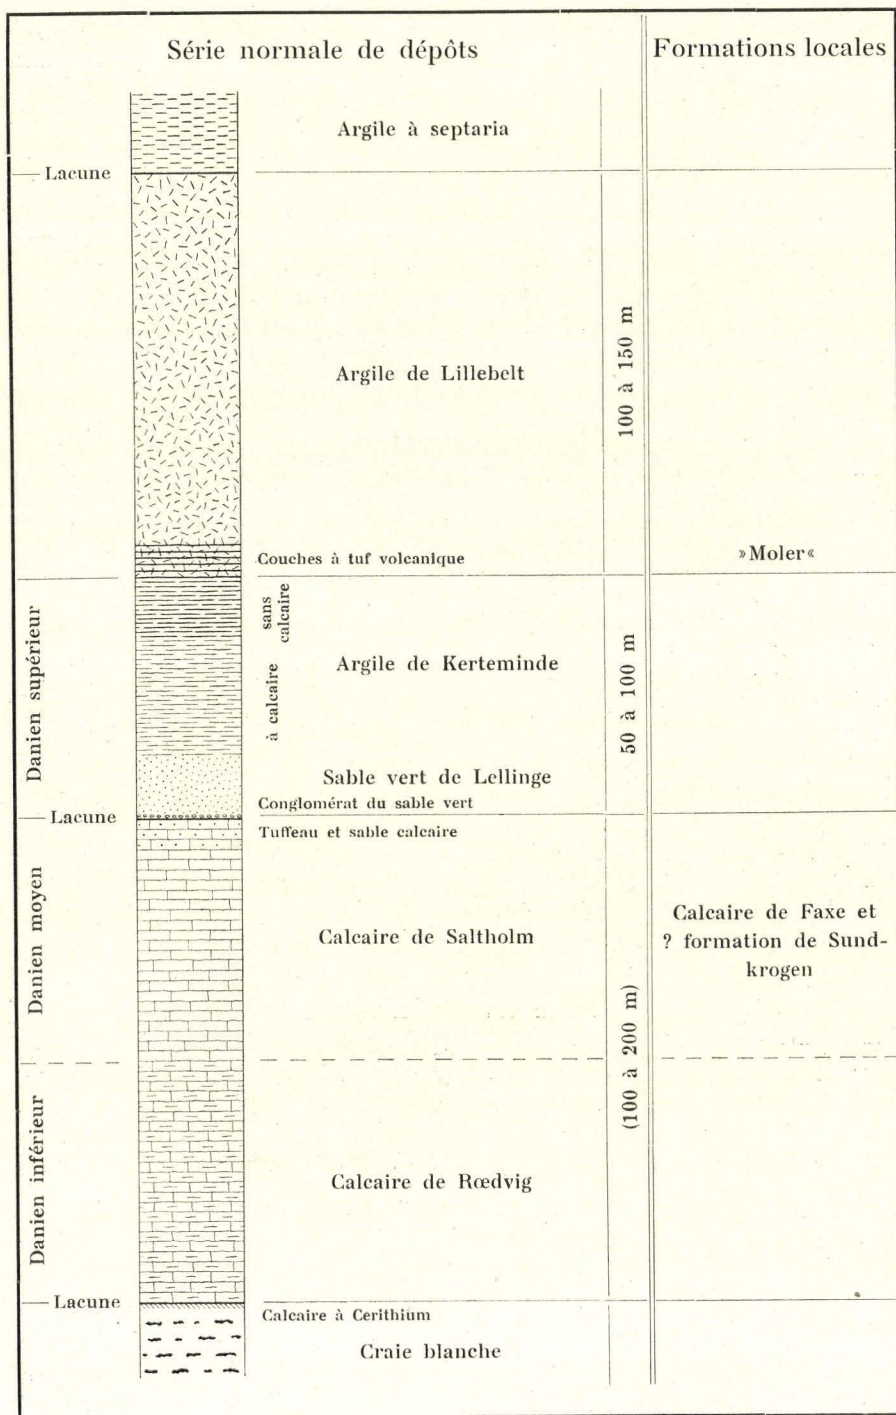 Série normale de dépôts
Formations locales
Argile à septaria
Lacune
Argile de Lillebelt
100 à 150 m
Couches à tuf volcanique
»Moler«
Danien supérieur
sans
calcaire
à calcaire
Argile de Kerteminde
50 à 100 m
Sable vert de Lellinge
Conglomérat du sable vert
Lacune
Tuffeau et sable calcaire
Danien moyen
Calcaire de Saltholm
Calcaire de Faxe et
? formation de Sund-
krogen
(100 à 200 m)
Danien inférieur
Calcaire de Rœdvig
Lacune
Calcaire à Cerithium
Craie blanche